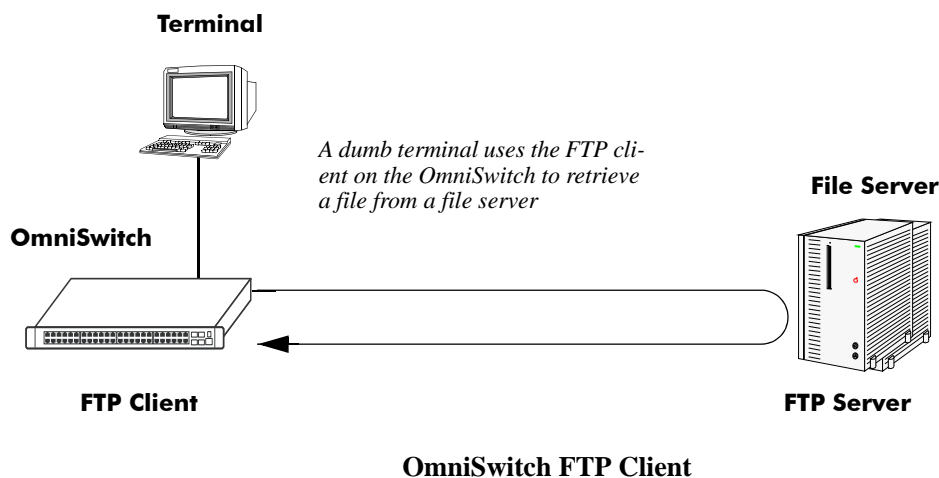 Terminal
A dumb terminal uses the FTP cli-
ent on the OmniSwitch to retrieve
a file from a file server
File Server
OmniSwitch
FTP Client
FTP Server
OmniSwitch FTP Client